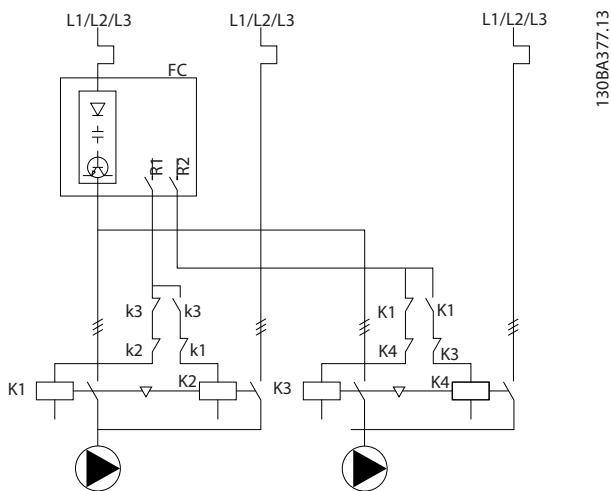 L1/L2/L3
L1/L2/L3
L1/L2/L3
130BA377.13
FC
R1
R2
k3
k3
K1
K1
k2
k1
K4
K3
K1
K2
K3
K4